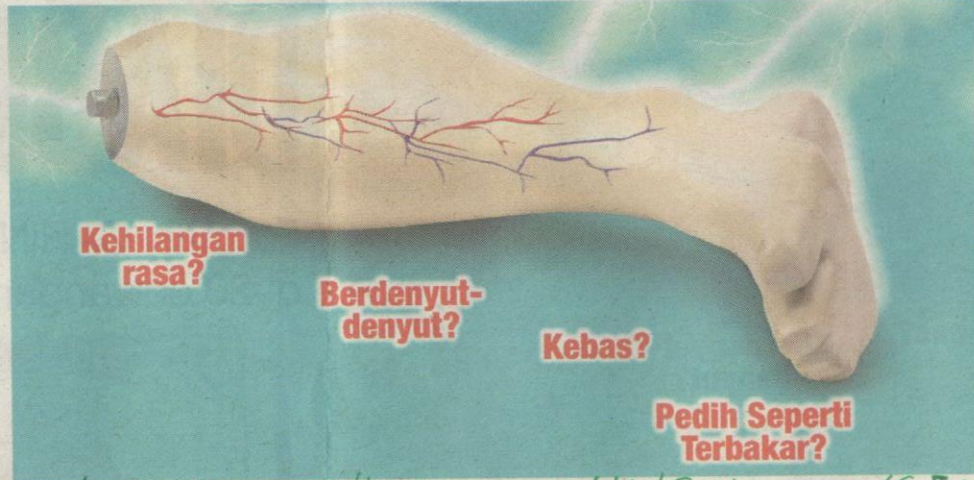 Kehilangan
rasa?
Berdenyut-
denyut?
Kebas?
Pedih Seperti
Terbakar?